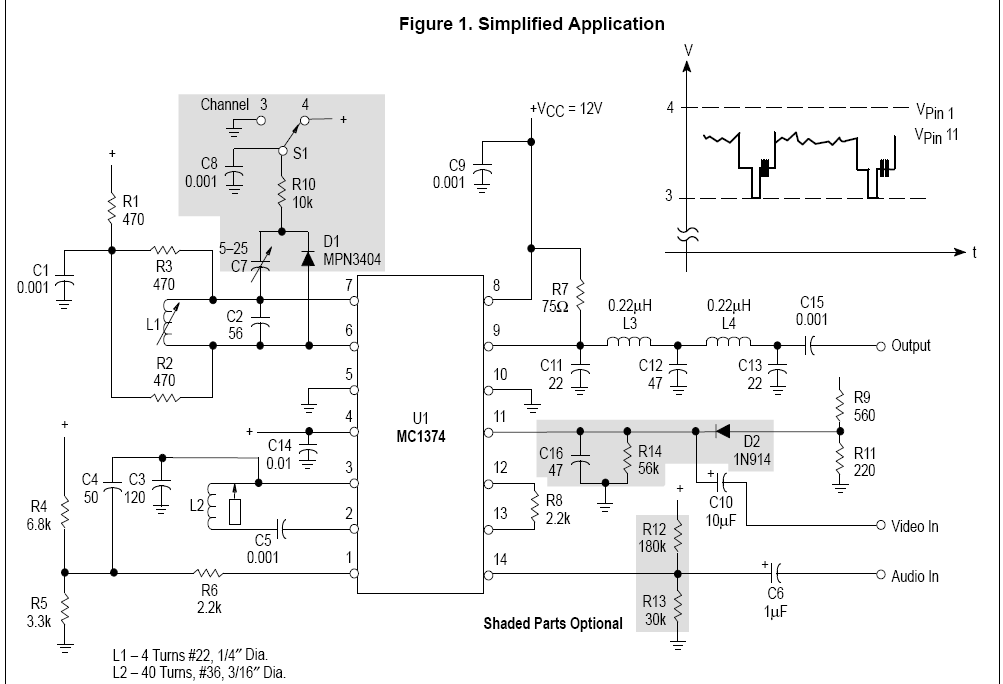 Figure 1. Simplified Application
Channel 3 4
+
S1
C8
0.001
R10
10k
5–25
C7
D1
MPN3404
+
R1
470
C1
0.001
R3
470
L1
C2
56
R2
470
+VCC = 12V
C9
0.001
R7
75Ω
V
4
VPin 1
VPin 11
3
t
7
6
5
4
3
2
1
U1
MC1374
8
9
10
11
12
13
14
0.22µH
L3
0.22µH
L4
C15
0.001
Output
C11
22
C12
47
C13
22
R9
560
R11
220
D2
1N914
C16
47
R14
56k
+
C10
10µF
Video In
R8
2.2k
+
R12
180k
R13
30k
+
C6
1µF
Audio In
+
C14
0.01
+
C4
50
C3
120
L2
C5
0.001
R4
6.8k
R5
3.3k
R6
2.2k
Shaded Parts Optional
L1 – 4 Turns #22, 1/4″ Dia.
L2 – 40 Turns, #36, 3/16″ Dia.